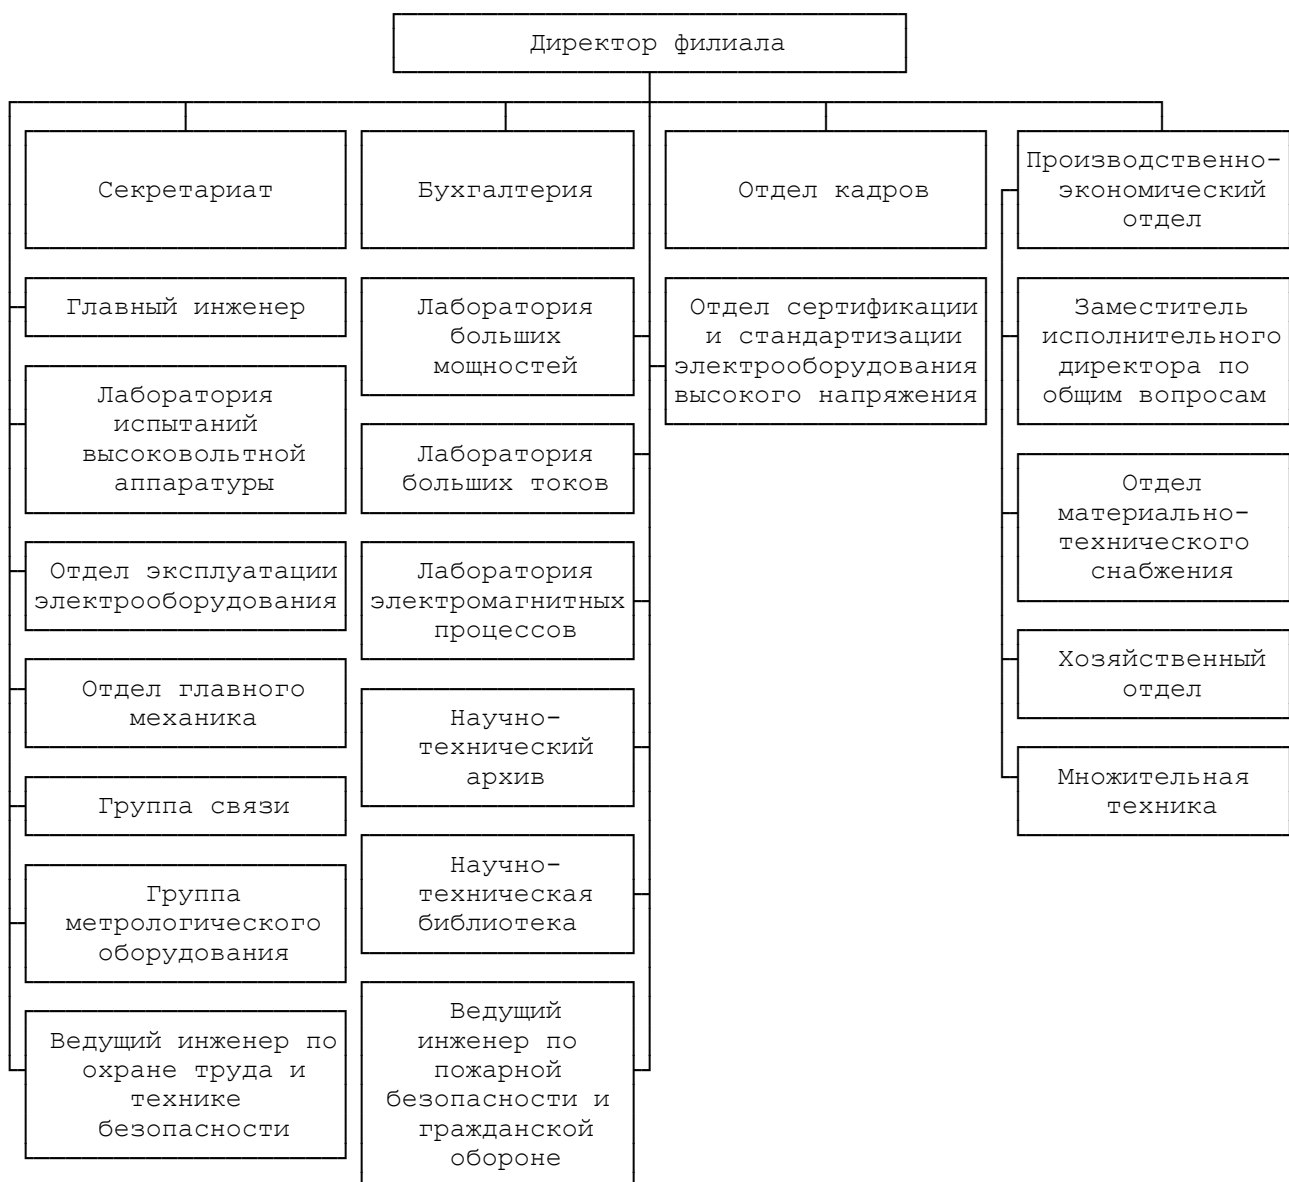 Директор филиала
Секретариат
Бухгалтерия
Отдел кадров
Производственно-
экономический
отдел
Главный инженер
Лаборатория
больших
мощностей
Отдел сертификации
и стандартизации
электрооборудования
высокого напряжения
Заместитель
исполнительного
директора по
общим вопросам
Лаборатория
испытаний
высоковольтной
аппаратуры
Лаборатория
больших токов
Отдел
материально-
технического
снабжения
Отдел эксплуатации
электрооборудования
Лаборатория
электромагнитных
процессов
Хозяйственный
отдел
Отдел главного
механика
Научно-
технический
архив
Множительная
техника
Группа связи
Научно-
техническая
библиотека
Группа
метрологического
оборудования
Ведущий инженер по
охране труда и
технике
безопасности
Ведущий
инженер по
пожарной
безопасности и
гражданской
обороне